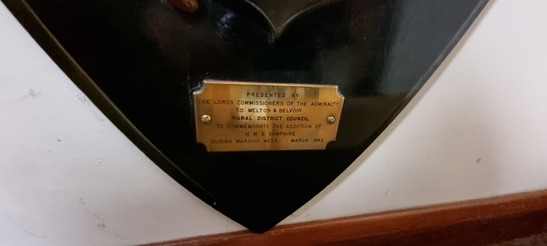 PRESENTED BY
THE LORDS COMMISSIONERS OF THE ADMIRALTY
TO MELTON & BELVOIR
RURAL DISTRICT COUNCIL
TO COMMEMORATE THE ADOPTION OF
H M S SAMPHIRE
DURING WARSHIP WEEK MARCH 1942